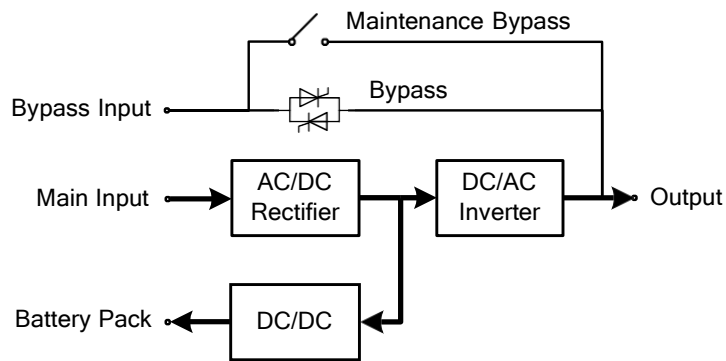 Maintenance Bypass
Bypass Input
Bypass
Main Input
AC/DC
Rectifier
DC/AC
Inverter
Output
Battery Pack
DC/DC